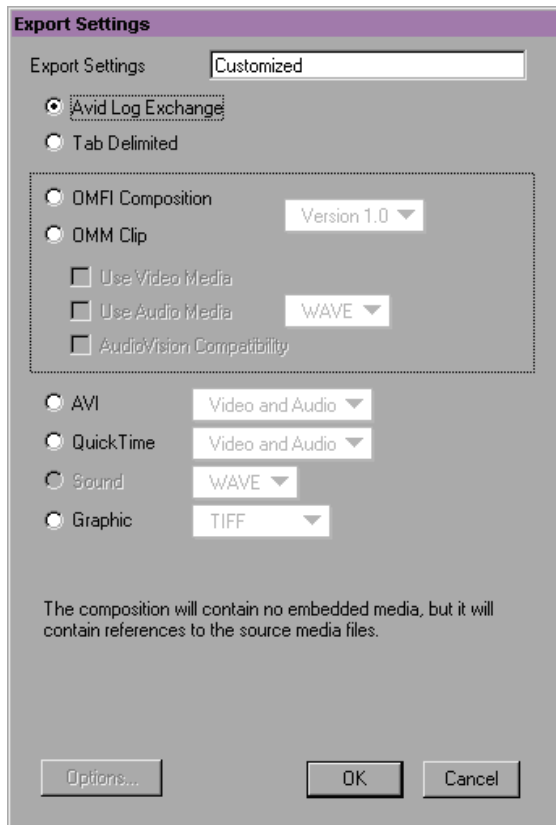 Export Settings
Export Settings Customized
Avid Log Exchange
Tab Delimited
OMFI Composition
Version 1.0
OMM Clip
Use Video Media
Use Audio Media WAVE
AudioVision Compatibility
AVI Video and Audio
QuickTime Video and Audio
Sound WAVE
Graphic TIFF
The composition will contain no embedded media, but it will
contain references to the source media files.
Options... OK Cancel